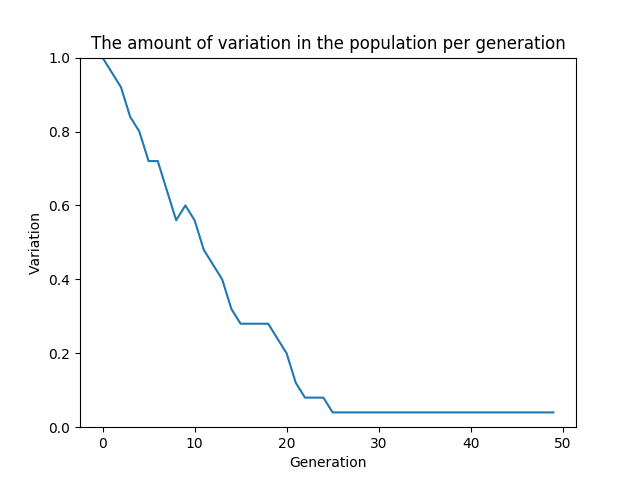 The amount of variation in the population per generation
1.0
0.8
0.6
0.4
0.2
0.0
Variation
0 10 20 30 40 50
Generation